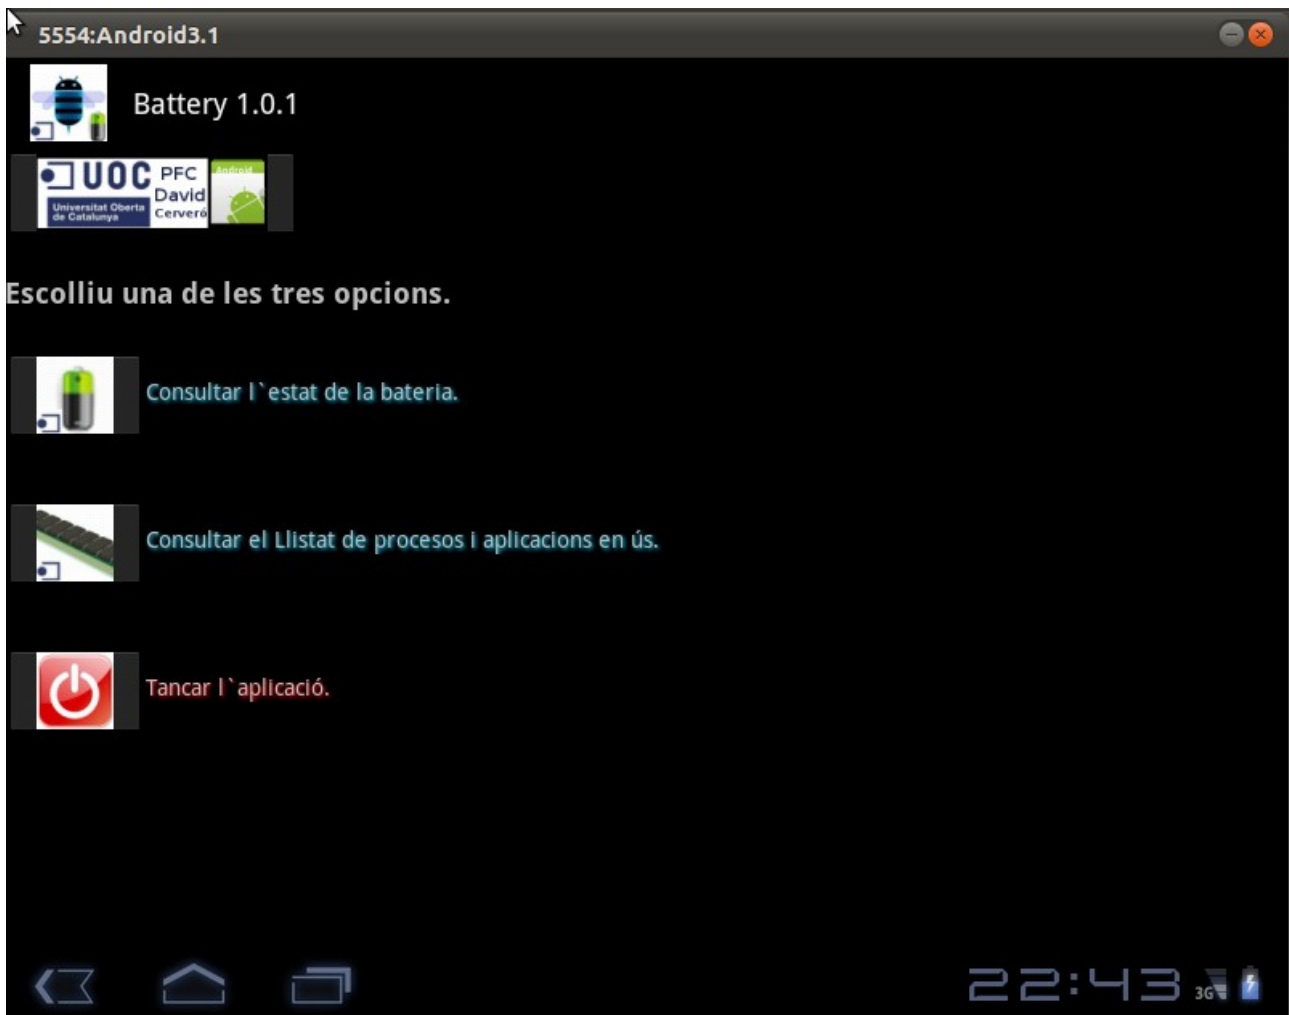 5554:Android3.1
Battery 1.0.1
UOC
Universitat Oberta
de Catalunya
PFC
David
Cerveró
Android
Escolliu una de les tres opcions.
Consultar l`estat de la bateria.
Consultar el Llistat de procesos i aplicacions en ús.
Tancar l`aplicació.
22:43
3G